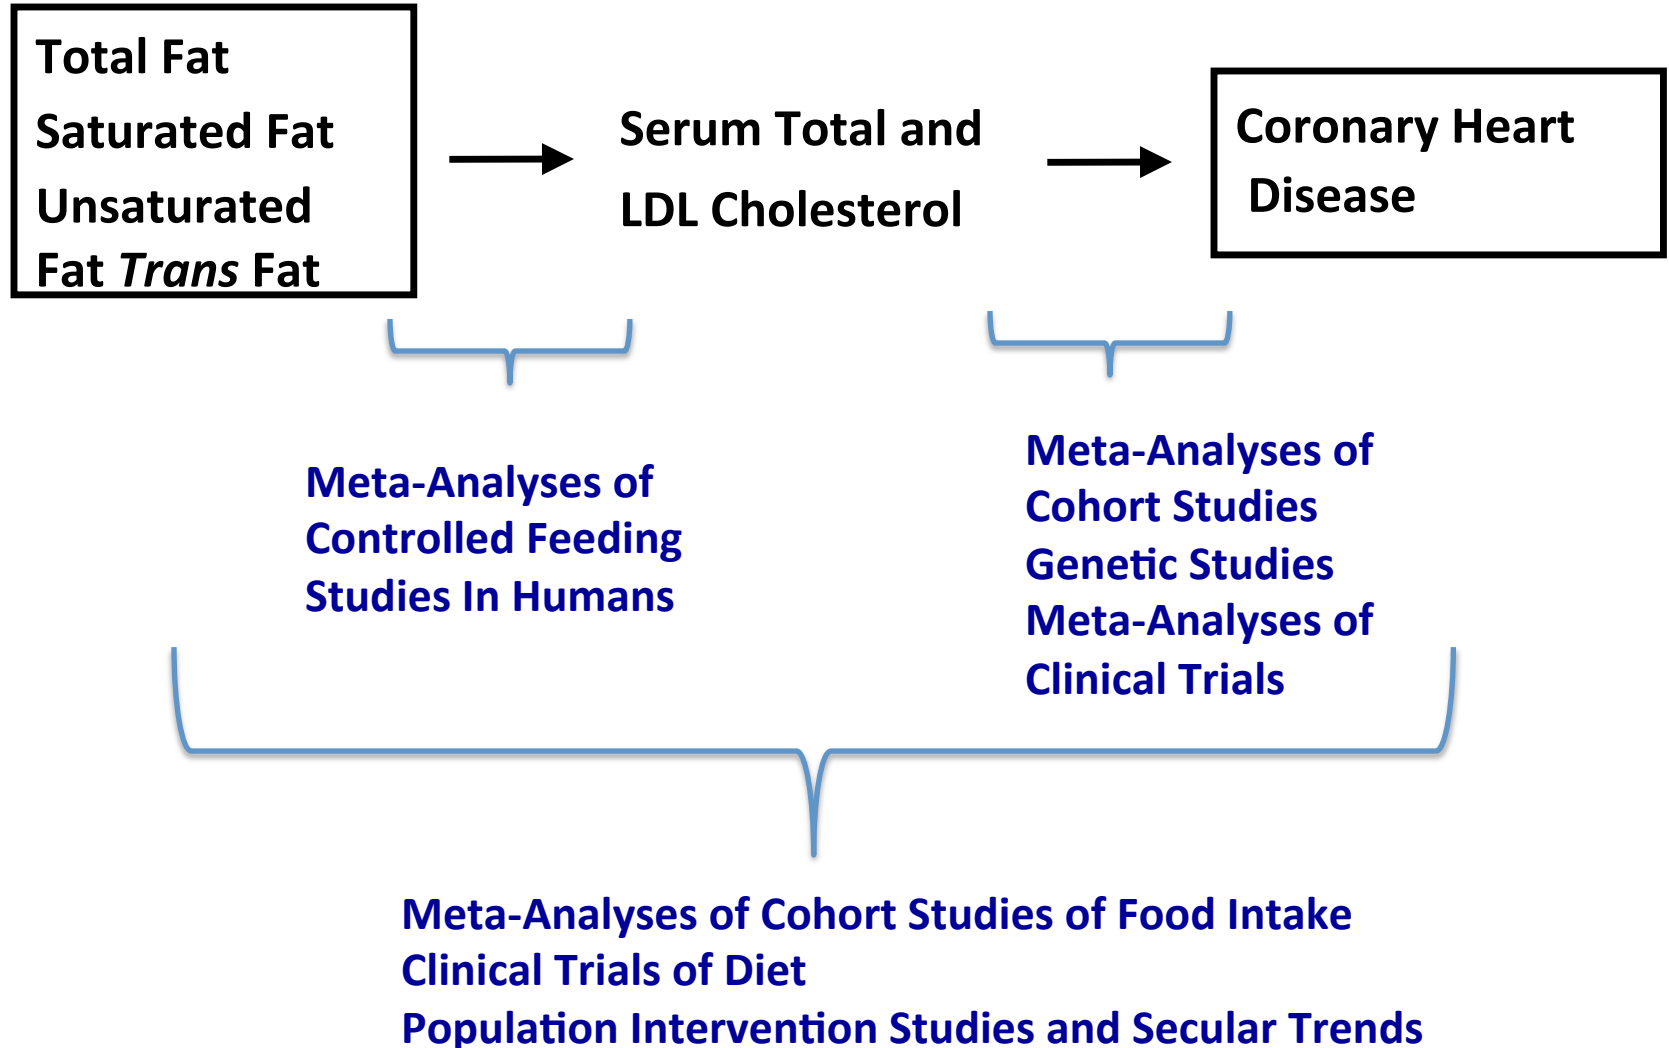 Total Fat
Saturated Fat
Unsaturated
Fat Trans Fat
Serum Total and
LDL Cholesterol
Coronary Heart
Disease
Meta-Analyses of
Controlled Feeding
Studies In Humans
Meta-Analyses of
Cohort Studies
Genetic Studies
Meta-Analyses of
Clinical Trials
Meta-Analyses of Cohort Studies of Food Intake
Clinical Trials of Diet
Population Intervention Studies and Secular Trends